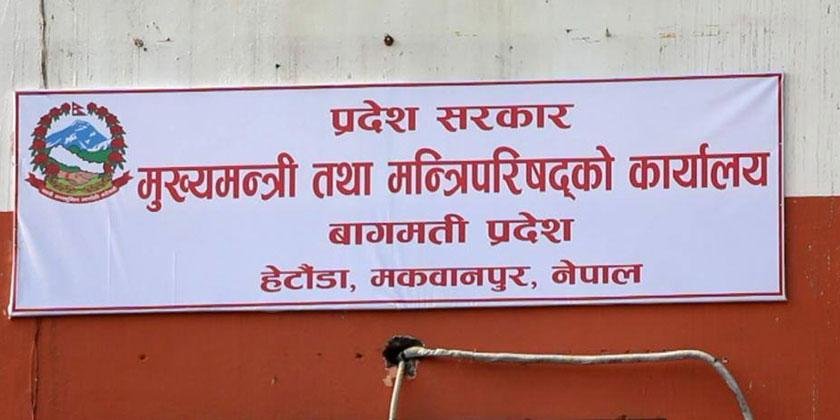 प्रदेश सरकार
मुख्यमन्त्री तथा मन्त्रिपरिषद्को कार्यालय
बागमती प्रदेश
हेटौंडा, मकवानपुर, नेपाल